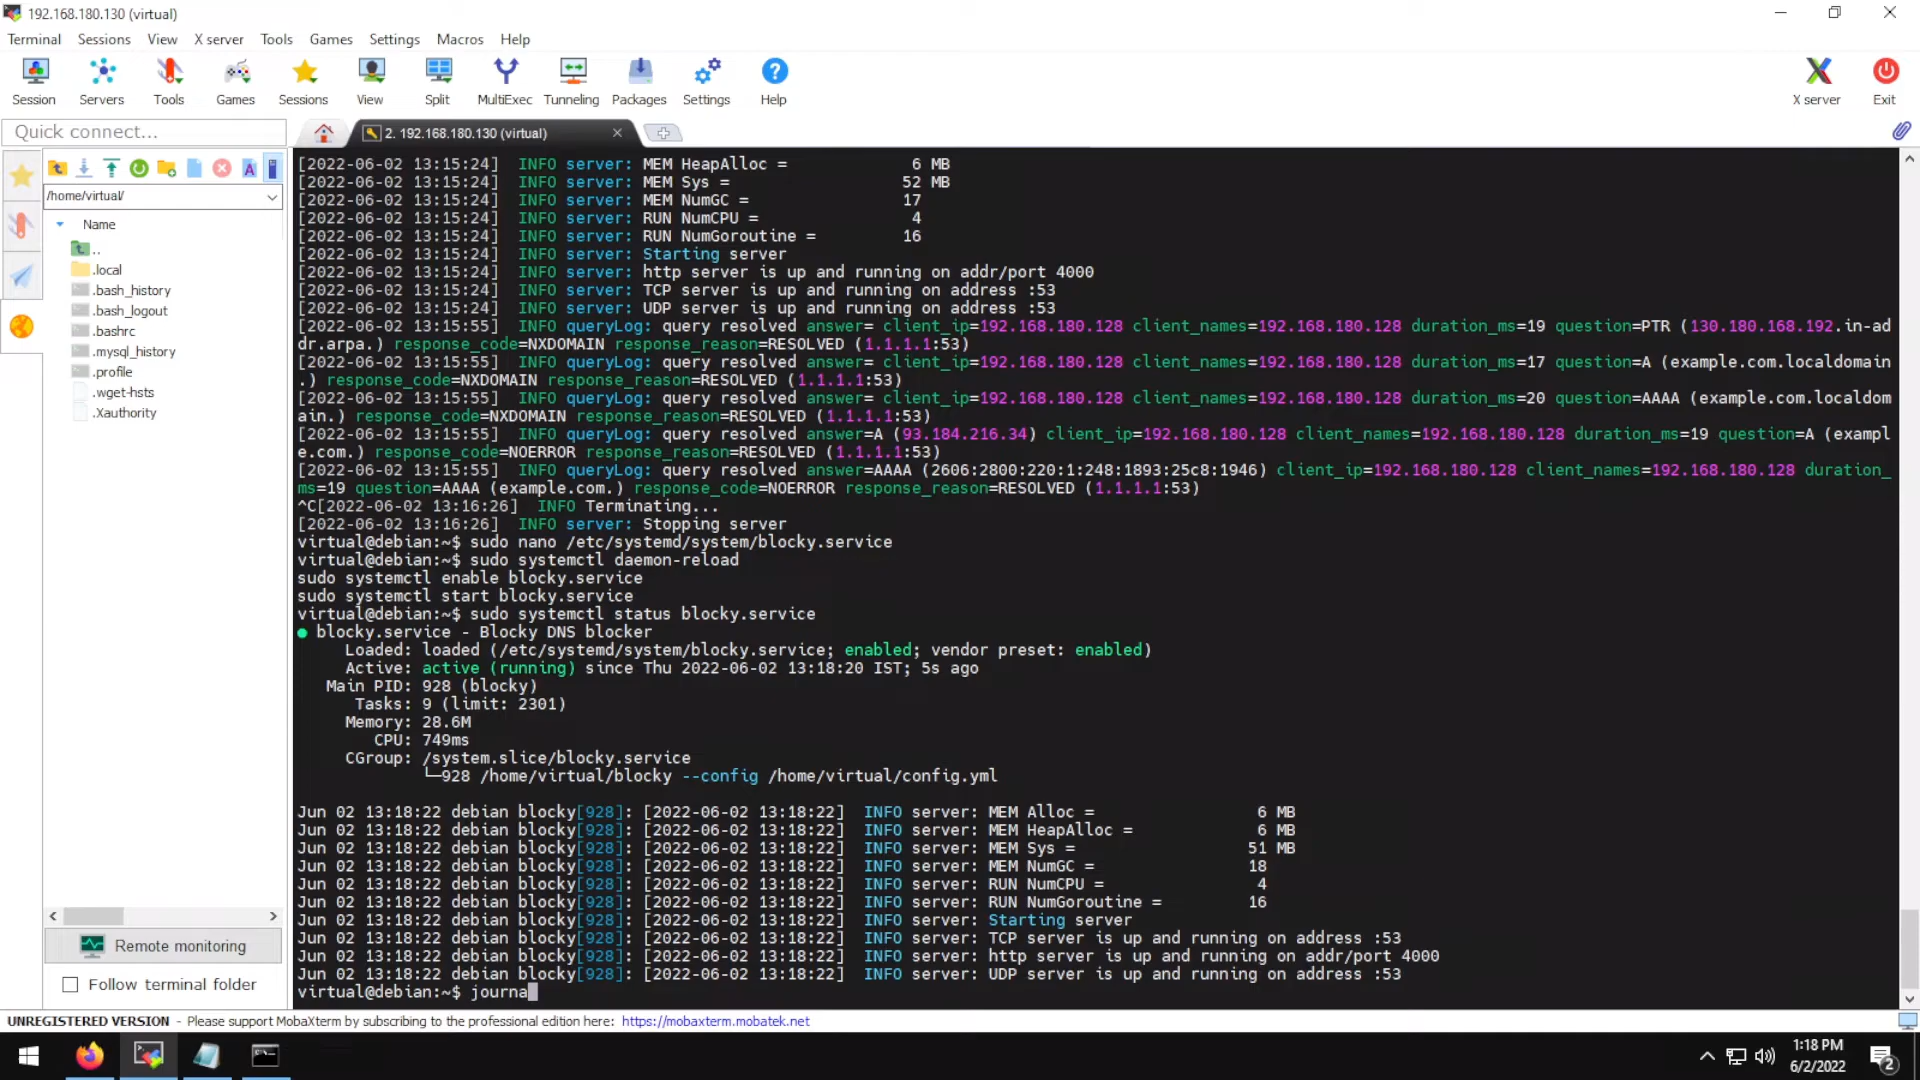 192.168.180.130 (virtual)
Terminal Sessions View X server Tools Games Settings Macros Help
Session Servers Tools Games Sessions View Split MultiExec Tunneling Packages Settings Help X server Exit
Quick connect...
2. 192.168.180.130 (virtual)
/home/virtual/
Name
..
.local
.bash_history
.bash_logout
.bashrc
.mysql_history
.profile
.wget-hsts
.Xauthority
Remote monitoring
Follow terminal folder
[2022-06-02 13:15:24]  INFO server: MEM HeapAlloc =             6 MB
[2022-06-02 13:15:24]  INFO server: MEM Sys =                  52 MB
[2022-06-02 13:15:24]  INFO server: MEM NumGC =                17
[2022-06-02 13:15:24]  INFO server: RUN NumCPU =                4
[2022-06-02 13:15:24]  INFO server: RUN NumGoroutine =         16
[2022-06-02 13:15:24]  INFO server: Starting server
[2022-06-02 13:15:24]  INFO server: http server is up and running on addr/port 4000
[2022-06-02 13:15:24]  INFO server: TCP server is up and running on address :53
[2022-06-02 13:15:24]  INFO server: UDP server is up and running on address :53
[2022-06-02 13:15:55]  INFO queryLog: query resolved answer= client_ip=192.168.180.128 client_names=192.168.180.128 duration_ms=19 question=PTR (130.180.168.192.in-ad
dr.arpa.) response_code=NXDOMAIN response_reason=RESOLVED (1.1.1.1:53)
[2022-06-02 13:15:55]  INFO queryLog: query resolved answer= client_ip=192.168.180.128 client_names=192.168.180.128 duration_ms=17 question=A (example.com.localdomain
.) response_code=NXDOMAIN response_reason=RESOLVED (1.1.1.1:53)
[2022-06-02 13:15:55]  INFO queryLog: query resolved answer= client_ip=192.168.180.128 client_names=192.168.180.128 duration_ms=20 question=AAAA (example.com.localdom
ain.) response_code=NXDOMAIN response_reason=RESOLVED (1.1.1.1:53)
[2022-06-02 13:15:55]  INFO queryLog: query resolved answer=A (93.184.216.34) client_ip=192.168.180.128 client_names=192.168.180.128 duration_ms=19 question=A (exampl
e.com.) response_code=NOERROR response_reason=RESOLVED (1.1.1.1:53)
[2022-06-02 13:15:55]  INFO queryLog: query resolved answer=AAAA (2606:2800:220:1:248:1893:25c8:1946) client_ip=192.168.180.128 client_names=192.168.180.128 duration_
ms=19 question=AAAA (example.com.) response_code=NOERROR response_reason=RESOLVED (1.1.1.1:53)
^C[2022-06-02 13:16:26]  INFO Terminating...
[2022-06-02 13:16:26]  INFO server: Stopping server
virtual@debian:~$ sudo nano /etc/systemd/system/blocky.service
virtual@debian:~$ sudo systemctl daemon-reload
sudo systemctl enable blocky.service
sudo systemctl start blocky.service
virtual@debian:~$ sudo systemctl status blocky.service
● blocky.service - Blocky DNS blocker
Loaded: loaded (/etc/systemd/system/blocky.service; enabled; vendor preset: enabled)
Active: active (running) since Thu 2022-06-02 13:18:20 IST; 5s ago
Main PID: 928 (blocky)
Tasks: 9 (limit: 2301)
Memory: 28.6M
CPU: 749ms
CGroup: /system.slice/blocky.service
└─928 /home/virtual/blocky --config /home/virtual/config.yml
Jun 02 13:18:22 debian blocky[928]: [2022-06-02 13:18:22]  INFO server: MEM Alloc =                 6 MB
Jun 02 13:18:22 debian blocky[928]: [2022-06-02 13:18:22]  INFO server: MEM HeapAlloc =             6 MB
Jun 02 13:18:22 debian blocky[928]: [2022-06-02 13:18:22]  INFO server: MEM Sys =                  51 MB
Jun 02 13:18:22 debian blocky[928]: [2022-06-02 13:18:22]  INFO server: MEM NumGC =                18
Jun 02 13:18:22 debian blocky[928]: [2022-06-02 13:18:22]  INFO server: RUN NumCPU =                4
Jun 02 13:18:22 debian blocky[928]: [2022-06-02 13:18:22]  INFO server: RUN NumGoroutine =         16
Jun 02 13:18:22 debian blocky[928]: [2022-06-02 13:18:22]  INFO server: Starting server
Jun 02 13:18:22 debian blocky[928]: [2022-06-02 13:18:22]  INFO server: TCP server is up and running on address :53
Jun 02 13:18:22 debian blocky[928]: [2022-06-02 13:18:22]  INFO server: http server is up and running on addr/port 4000
Jun 02 13:18:22 debian blocky[928]: [2022-06-02 13:18:22]  INFO server: UDP server is up and running on address :53
virtual@debian:~$ journa
UNREGISTERED VERSION - Please support MobaXterm by subscribing to the professional edition here: https://mobaxterm.mobatek.net
1:18 PM
6/2/2022
2